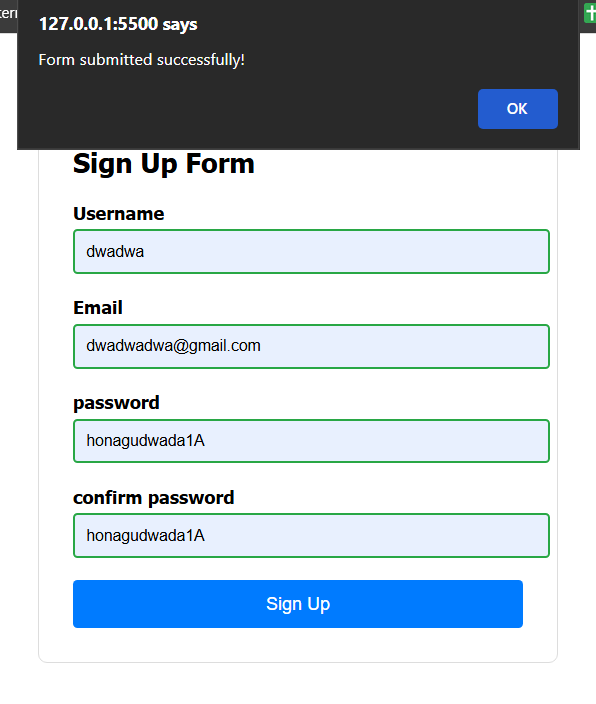 127.0.0.1:5500 says
Form submitted successfully!
OK
Sign Up Form
Username
dwadwa
Email
dwadwadwa@gmail.com
password
honagudwada1A
confirm password
honagudwada1A
Sign Up